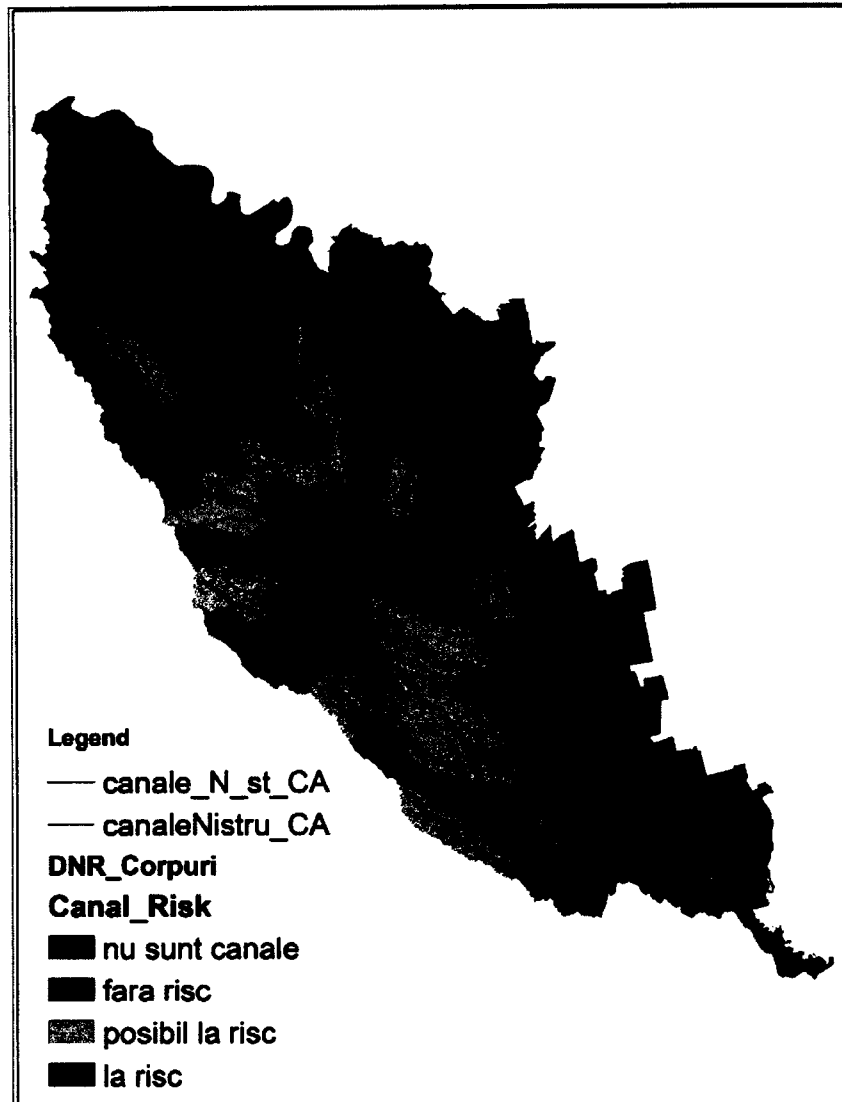 Legend
canale_N_st_CA
canaleNistru_CA
DNR_Corpuri
Canal_Risk
nu sunt canale
fara risc
posibil la risc
la risc